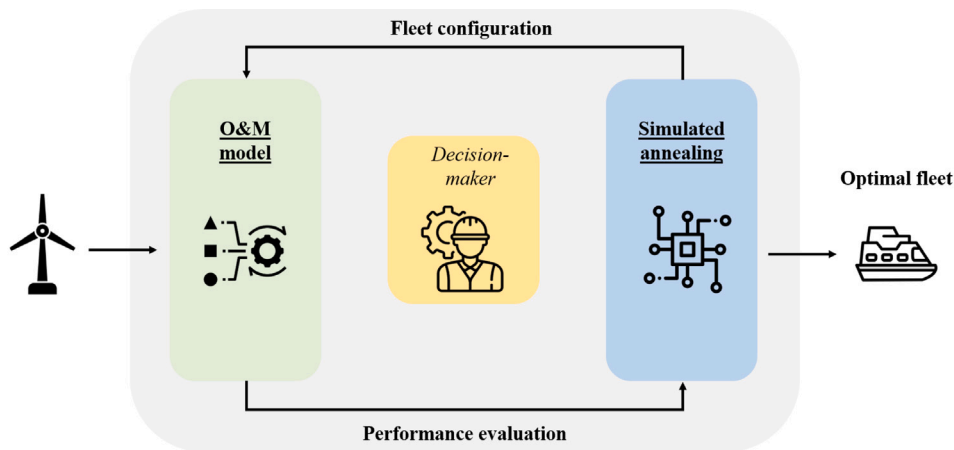 Fleet configuration
O&M
model
Decision-
maker
Simulated
annealing
Optimal fleet
Performance evaluation